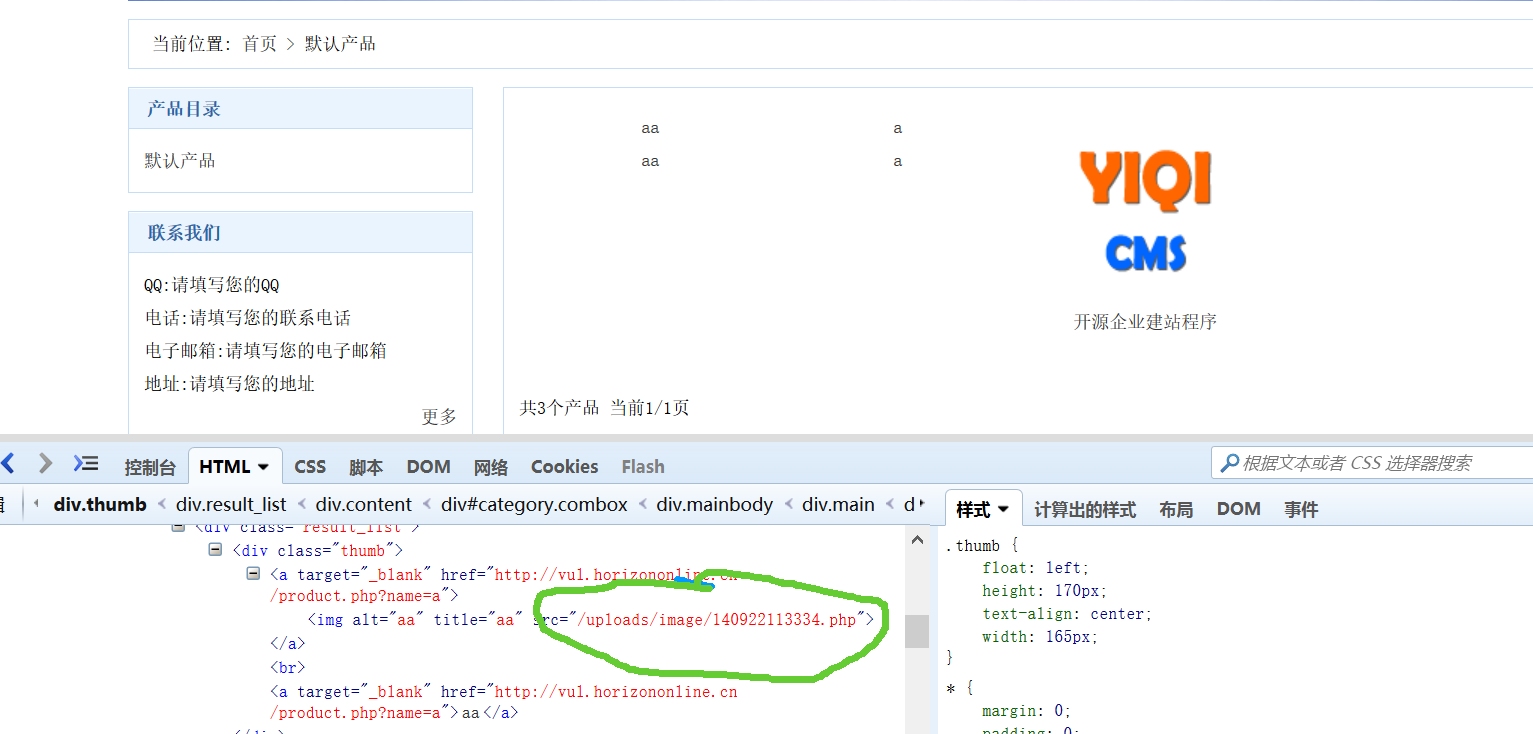 当前位置: 首页 > 默认产品
产品目录
默认产品
联系我们
QQ:请填写您的QQ
电话:请填写您的联系电话
电子邮箱:请填写您的电子邮箱
地址:请填写您的地址
更多
aa a
aa a
YIQI
CMS
开源企业建站程序
共3个产品 当前1/1页
控制台 HTML CSS 脚本 DOM 网络 Cookies Flash
根据文本或者 CSS 选择器搜索
div.thumb < div.result_list < div.content < div#category.combox < div.mainbody < div.main < d
样式 计算出的样式 布局 DOM 事件
<div class="result_list">
<div class="thumb">
<a target="_blank" href="http://vul.horizononline.cn
/product.php?name=a">
<img alt="aa" title="aa" src="/uploads/image/140922113334.php">
</a>
<br>
<a target="_blank" href="http://vul.horizononline.cn
/product.php?name=a">aa</a>
</div>
.thumb {
float: left;
height: 170px;
text-align: center;
width: 165px;
}
* {
margin: 0;
padding: 0;